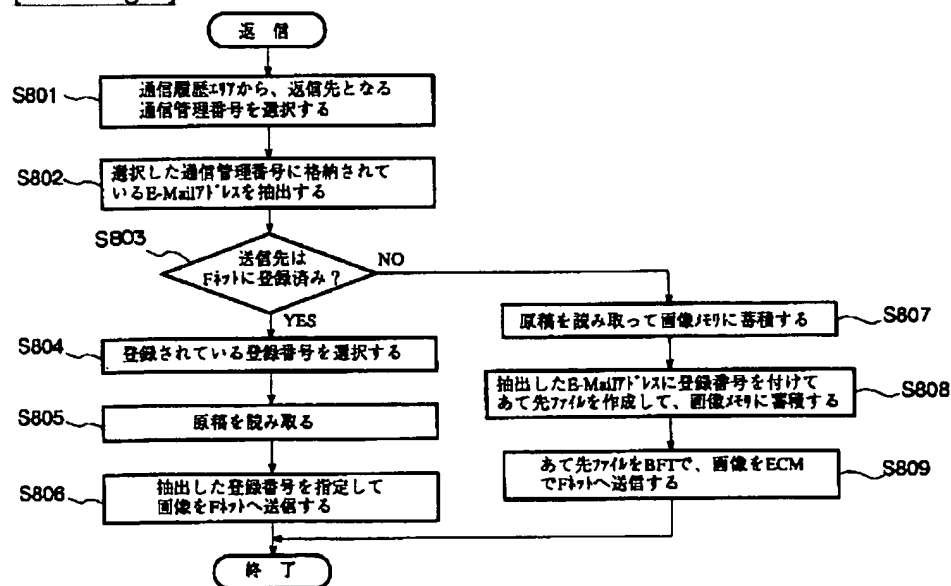 返 信
S801
通信履歴ｴﾘｱから、返信先となる
通信管理番号を選択する
S802
選択した通信管理番号に格納されて
いるE-Mailｱﾄﾞﾚｽを抽出する
S803
送信先は
Fﾈｯﾄに登録済み？
NO
YES
S804
登録されている登録番号を選択する
S805
原稿を読み取る
S806
抽出した登録番号を指定して
画像をFﾈｯﾄへ送信する
S807
原稿を読み取って画像ﾒﾓﾘに蓄積する
S808
抽出したE-Mailｱﾄﾞﾚｽに登録番号を付けて
あて先ﾌｧｲﾙを作成して、画像ﾒﾓﾘに蓄積する
S809
あて先ﾌｧｲﾙをBFTで、画像をECM
でFﾈｯﾄへ送信する
終 了